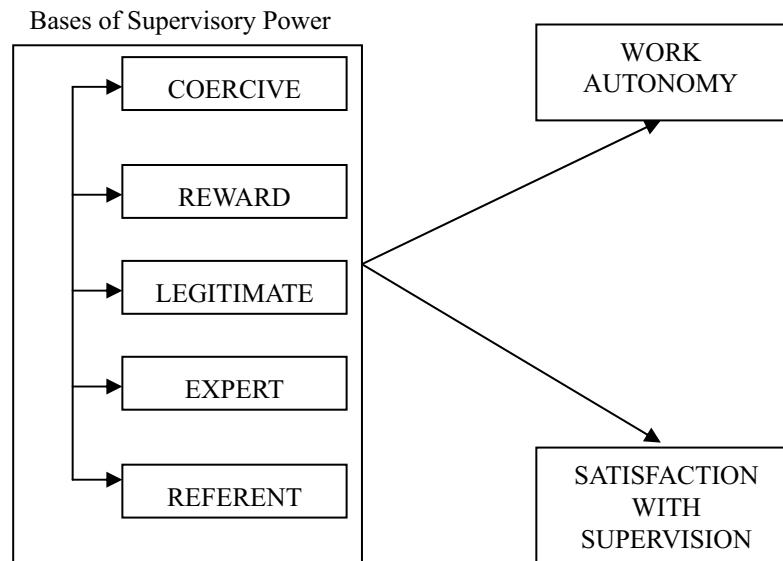 Bases of Supervisory Power
COERCIVE
REWARD
LEGITIMATE
EXPERT
REFERENT
WORK
AUTONOMY
SATISFACTION
WITH
SUPERVISION